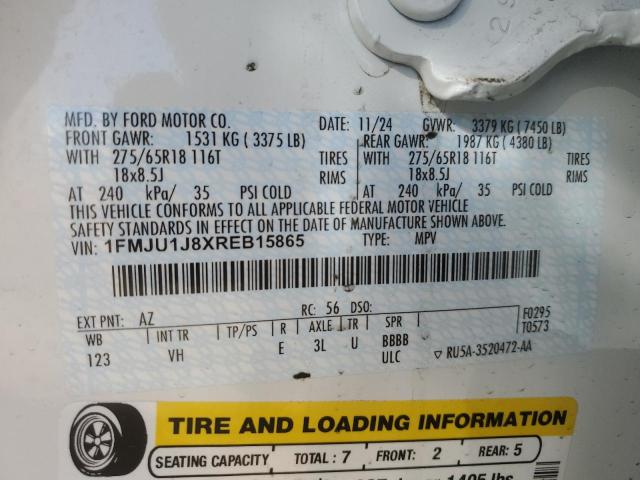 MFD. BY FORD MOTOR CO. DATE: 11/24 GVWR: 3379 KG ( 7450 LB)
FRONT GAWR: 1531 KG ( 3375 LB) REAR GAWR: 1987 KG ( 4380 LB)
WITH 275/65R18 116T TIRES WITH 275/65R18 116T TIRES
18x8.5J RIMS 18x8.5J RIMS
AT 240 kPa/ 35 PSI COLD AT 240 kPa/ 35 PSI COLD
THIS VEHICLE CONFORMS TO ALL APPLICABLE FEDERAL MOTOR VEHICLE
SAFETY STANDARDS IN EFFECT ON THE DATE OF MANUFACTURE SHOWN ABOVE.
VIN: 1FMJU1J8XREB15865 TYPE: MPV
EXT PNT: AZ RC: 56 DSO: F0295
WB INT TR TP/PS R AXLE TR SPR T0573
123 VH E 3L U BBBB
ULC RU5A-3520472-AA
TIRE AND LOADING INFORMATION
SEATING CAPACITY TOTAL: 7 FRONT: 2 REAR: 5